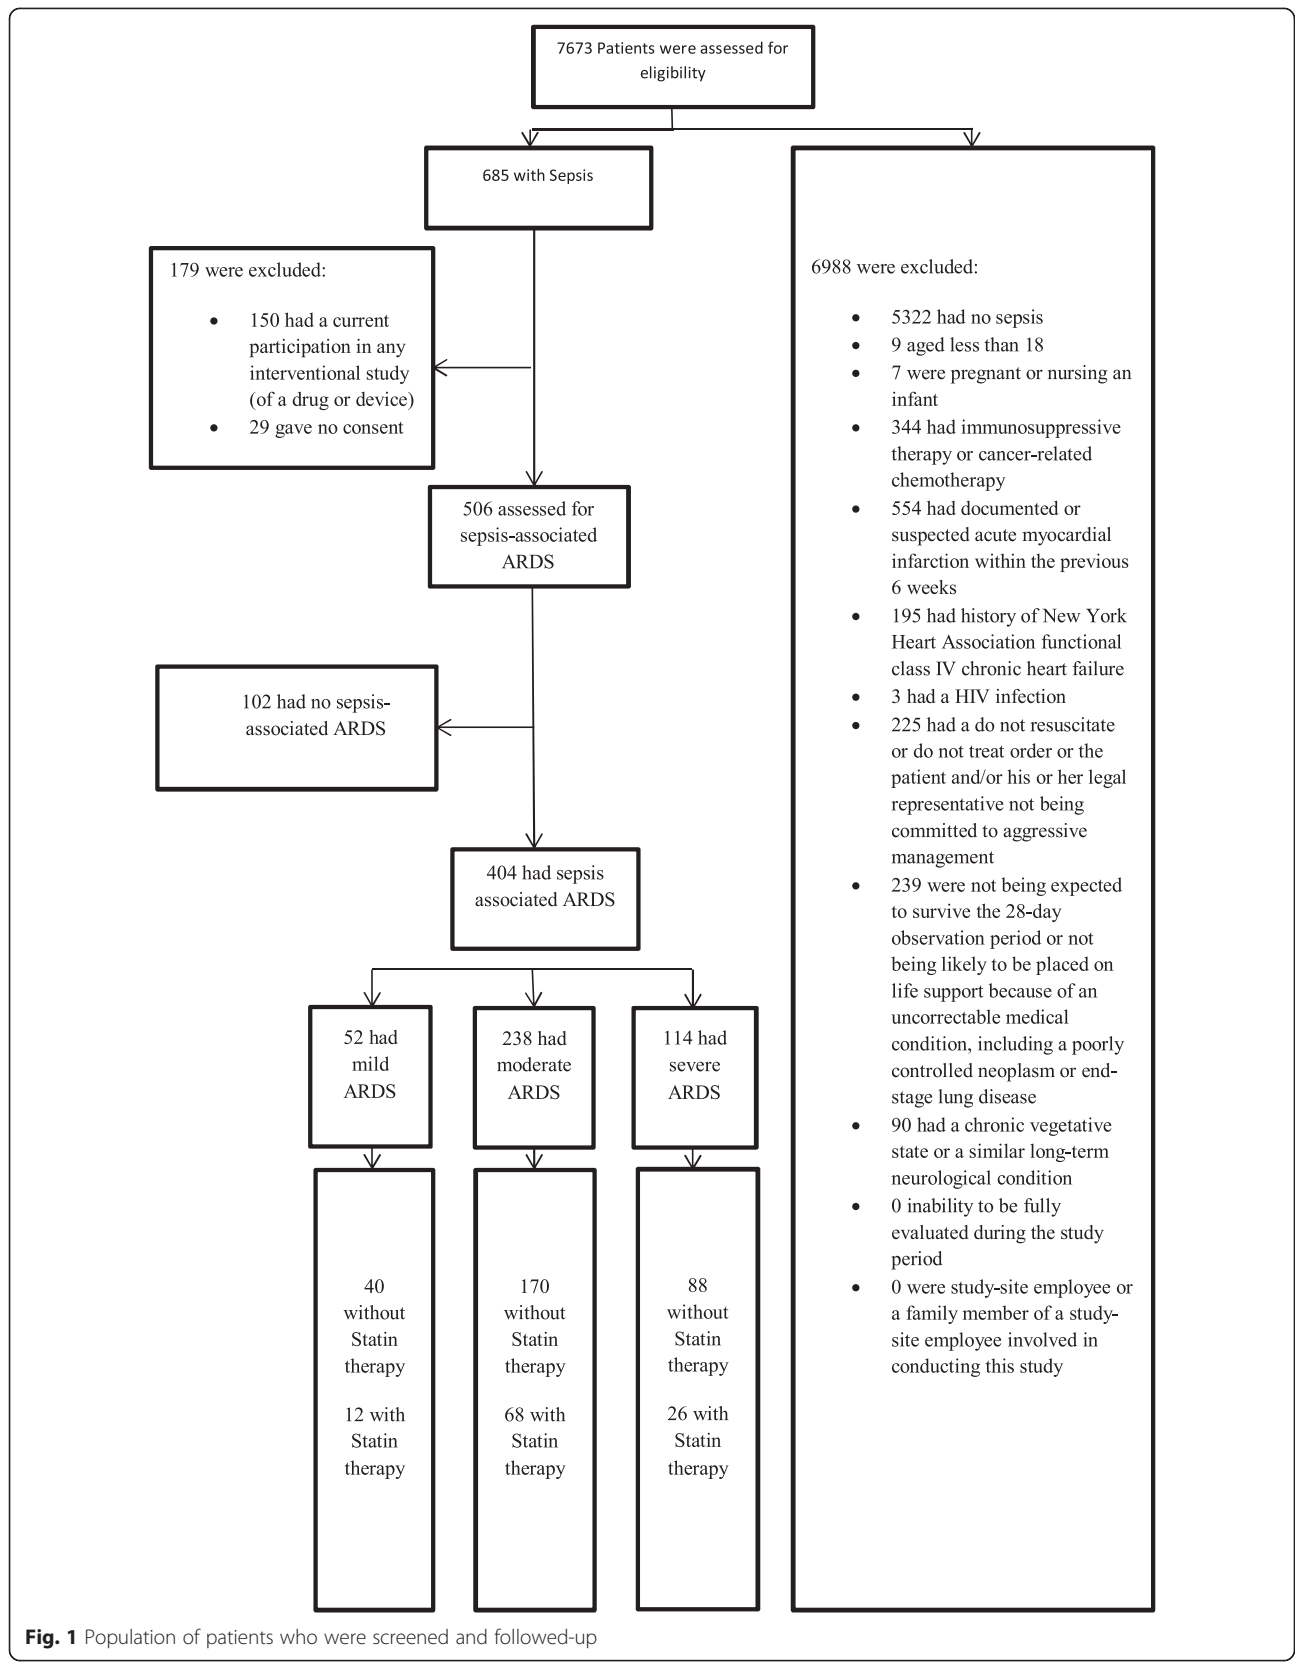 7673 Patients were assessed for
eligibility
685 with Sepsis
179 were excluded:
• 150 had a current
participation in any
interventional study
(of a drug or device)
• 29 gave no consent
506 assessed for
sepsis-associated
ARDS
102 had no sepsis-
associated ARDS
404 had sepsis
associated ARDS
52 had
mild
ARDS
238 had
moderate
ARDS
114 had
severe
ARDS
40
without
Statin
therapy
12 with
Statin
therapy
170
without
Statin
therapy
68 with
Statin
therapy
88
without
Statin
therapy
26 with
Statin
therapy
6988 were excluded:
• 5322 had no sepsis
• 9 aged less than 18
• 7 were pregnant or nursing an
infant
• 344 had immunosuppressive
therapy or cancer-related
chemotherapy
• 554 had documented or
suspected acute myocardial
infarction within the previous
6 weeks
• 195 had history of New York
Heart Association functional
class IV chronic heart failure
• 3 had a HIV infection
• 225 had a do not resuscitate
or do not treat order or the
patient and/or his or her legal
representative not being
committed to aggressive
management
• 239 were not being expected
to survive the 28-day
observation period or not
being likely to be placed on
life support because of an
uncorrectable medical
condition, including a poorly
controlled neoplasm or end-
stage lung disease
• 90 had a chronic vegetative
state or a similar long-term
neurological condition
• 0 inability to be fully
evaluated during the study
period
• 0 were study-site employee or
a family member of a study-
site employee involved in
conducting this study
Fig. 1 Population of patients who were screened and followed-up